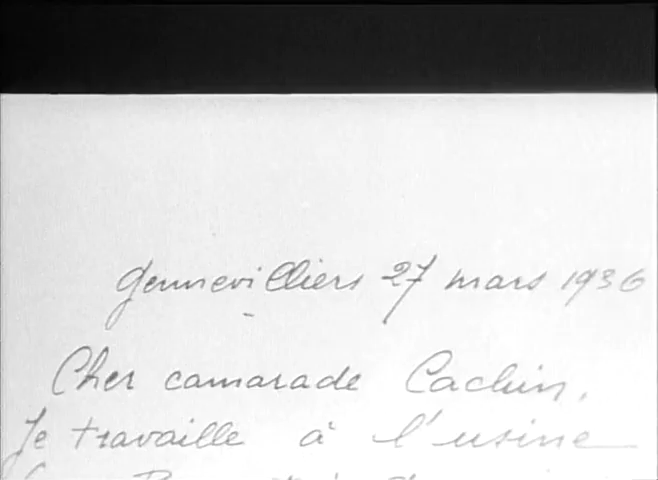 Gennevilliers 27 mars 1936
Cher camarade Cachin,
Je travaille à l'usine